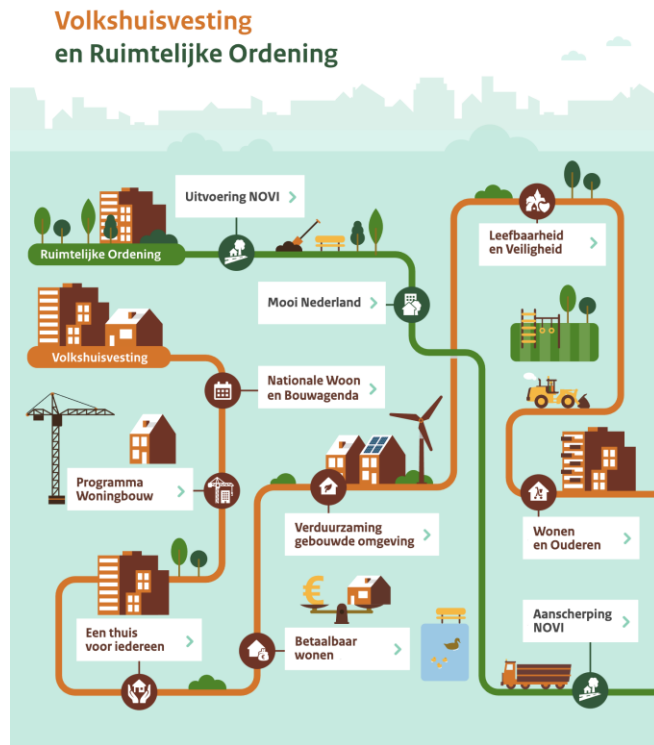 Volkshuisvesting
en Ruimtelijke Ordening
Uitvoering NOVI
Leefbaarheid
en Veiligheid
Ruimtelijke Ordening
Mooi Nederland
Volkshuisvesting
Nationale Woon
en Bouwagenda
Programma
Woningbouw
Verduurzaming
gebouwde omgeving
Wonen
en Ouderen
€
Een thuis
voor iedereen
Betaalbaar
wonen
Aanscherping
NOVI